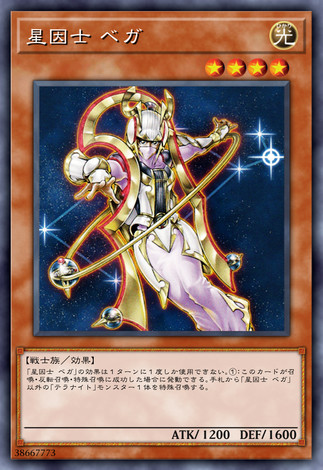 星因士 ベガ
光
【戦士族／効果】
「星因士 ベガ」の効果は１ターンに１度しか使用できない。①：このカードが召
喚・反転召喚・特殊召喚に成功した場合に発動できる。手札から「星因士 ベガ」
以外の「テラナイト」モンスター１体を特殊召喚する。
ATK/1200 DEF/1600
38667773